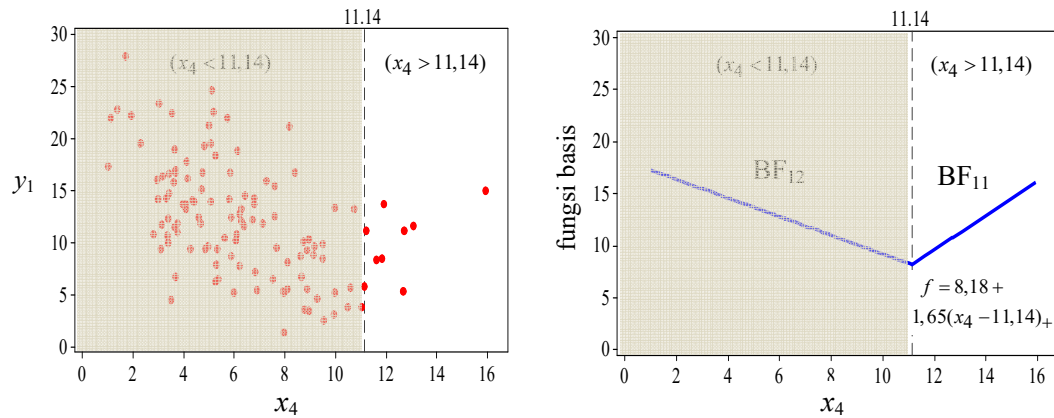 11.14
(x₄ < 11,14)
(x₄ > 11,14)
30
25
20
15
10
5
0
y₁
0 2 4 6 8 10 12 14 16
x₄
11.14
(x₄ < 11,14)
(x₄ > 11,14)
30
25
20
15
10
5
0
fungsi basis
BF₁₂
BF₁₁
f = 8,18 +
1,65(x₄ − 11,14)₊
0 2 4 6 8 10 12 14 16
x₄